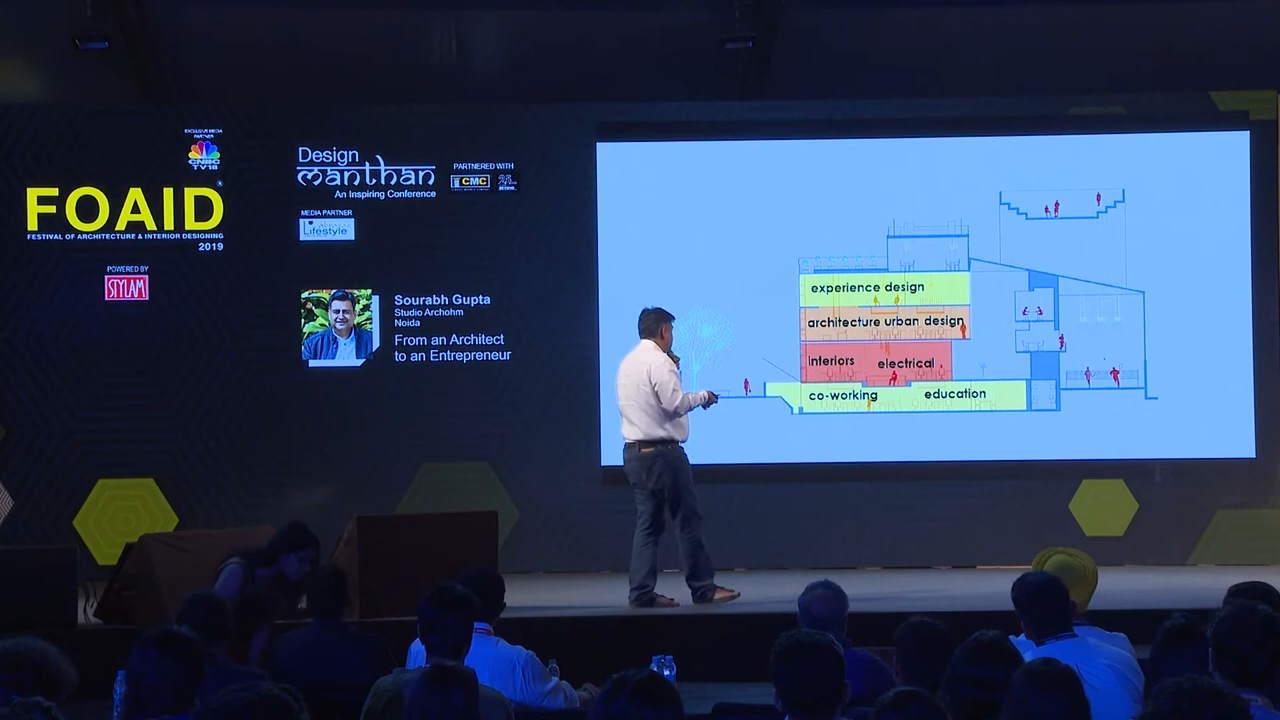 EXCLUSIVE MEDIA
PARTNER
CNBC
TV18
FOAID
FESTIVAL OF ARCHITECTURE & INTERIOR DESIGNING
2019
POWERED BY
STYLAM
Design
manthan
An Inspiring Conference
PARTNERED WITH
CMC
25
MEDIA PARTNER
Lifestyle
Sourabh Gupta
Studio Archohm
Noida
From an Architect
to an Entrepreneur
experience design
architecture urban design
interiors electrical
co-working education